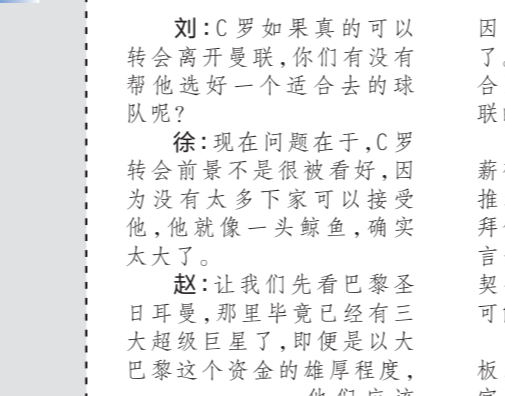 刘:C罗如果真的可以
转会离开曼联,你们有没有
帮他选好一个适合去的球
队呢?
徐:现在问题在于,C罗
转会前景不是很被看好,因
为没有太多下家可以接受
他,他就像一头鲸鱼,确实
太大了。
赵:让我们先看巴黎圣
日耳曼,那里毕竟已经有三
大超级巨星了,即便是以大
巴黎这个资金的雄厚程度,
他们应该
因
了。
合
联
薪
推
拜
言
契
可
板